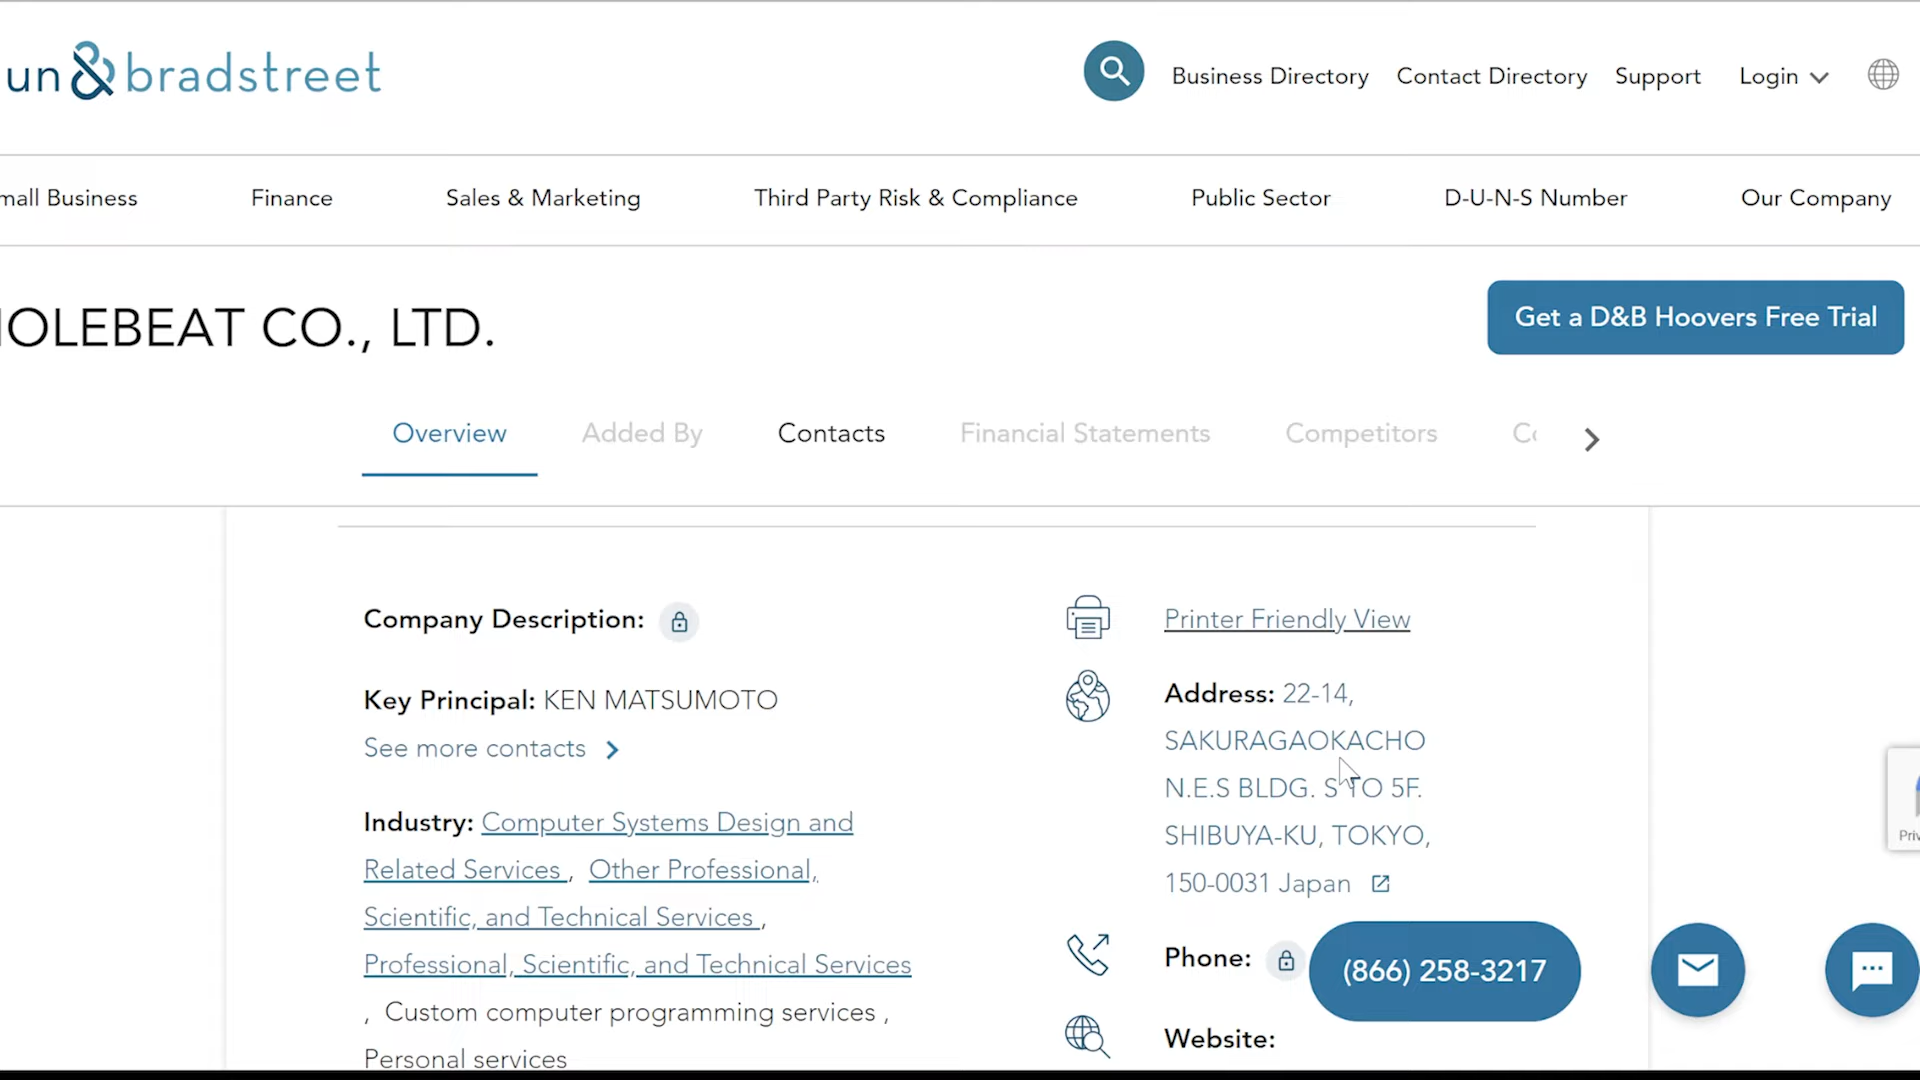 un & bradstreet
Business Directory Contact Directory Support Login
mall Business Finance Sales & Marketing Third Party Risk & Compliance Public Sector D-U-N-S Number Our Company
OLEBEAT CO., LTD.
Get a D&B Hoovers Free Trial
Overview Added By Contacts Financial Statements Competitors Co
Company Description:
Key Principal: KEN MATSUMOTO
See more contacts
Industry: Computer Systems Design and
Related Services , Other Professional,
Scientific, and Technical Services ,
Professional, Scientific, and Technical Services
, Custom computer programming services ,
Personal services
Printer Friendly View
Address: 22-14,
SAKURAGAOKACHO
N.E.S BLDG. S TO 5F.
SHIBUYA-KU, TOKYO,
150-0031 Japan
Phone:
(866) 258-3217
Website:
Priv